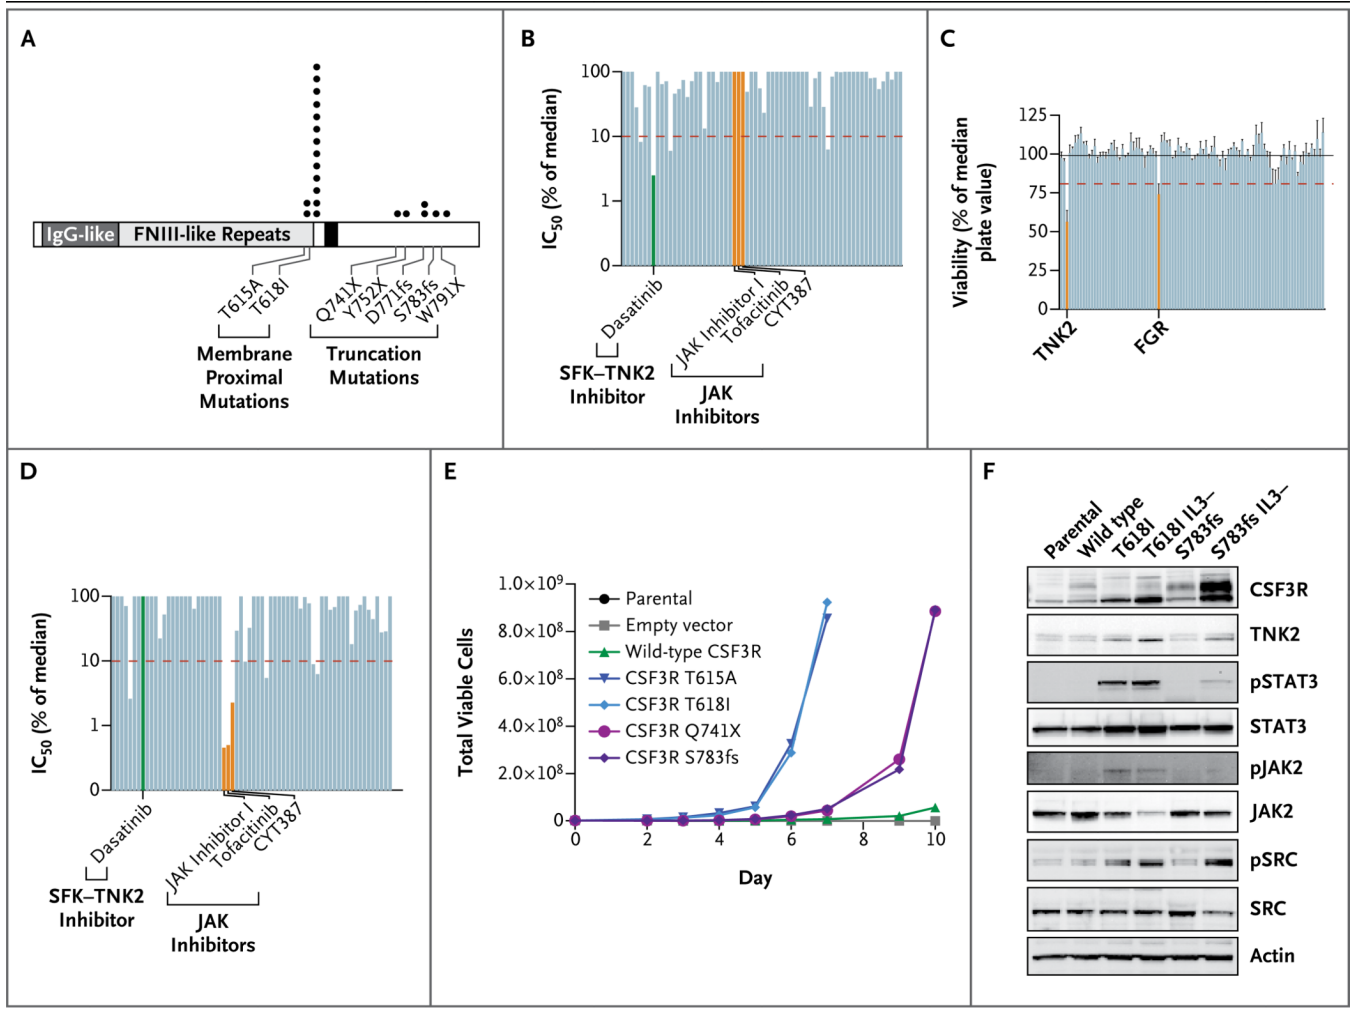 A
IgG-like
FNIII-like Repeats
T615A
T618I
Q741X
Y752X
D771fs
S783fs
W791X
Membrane
Proximal
Mutations
Truncation
Mutations
B
IC50 (% of median)
100
10
1
0
Dasatinib
JAK Inhibitor I
Tofacitinib
CYT387
SFK–TNK2
Inhibitor
JAK
Inhibitors
C
Viability (% of median
plate value)
125
100
75
50
25
0
TNK2
FGR
D
IC50 (% of median)
100
10
1
0
Dasatinib
JAK Inhibitor I
Tofacitinib
CYT387
SFK–TNK2
Inhibitor
JAK
Inhibitors
E
Total Viable Cells
1.0×10⁹
8.0×10⁸
6.0×10⁸
4.0×10⁸
2.0×10⁸
0
Parental
Empty vector
Wild-type CSF3R
CSF3R T615A
CSF3R T618I
CSF3R Q741X
CSF3R S783fs
0 2 4 6 8 10
Day
F
Parental
Wild type
T618I
T618I IL3–
S783fs
S783fs IL3–
CSF3R
TNK2
pSTAT3
STAT3
pJAK2
JAK2
pSRC
SRC
Actin